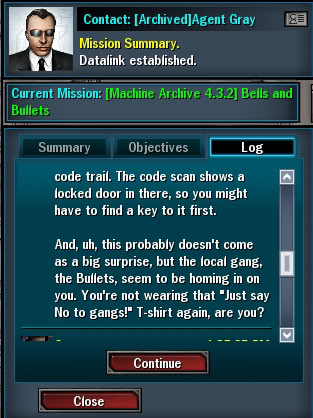 Contact: [Archived]Agent Gray
Mission Summary.
Datalink established.
Current Mission: [Machine Archive 4.3.2] Bells and
Bullets
Summary
Objectives
Log
code trail. The code scan shows a
locked door in there, so you might
have to find a key to it first.
And, uh, this probably doesn't come
as a big surprise, but the local gang,
the Bullets, seem to be homing in on
you. You're not wearing that "Just say
No to gangs!" T-shirt again, are you?
Continue
Close